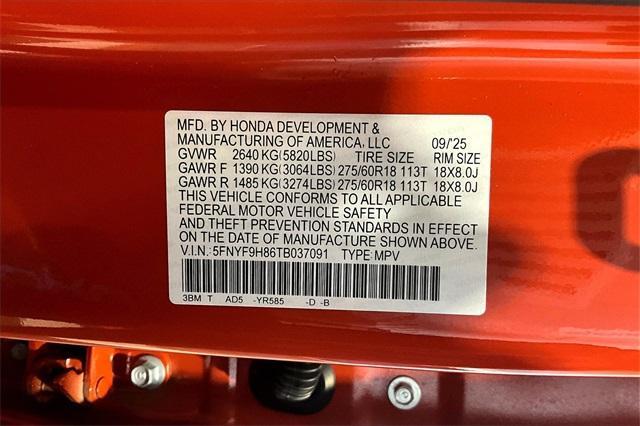 MFD. BY HONDA DEVELOPMENT &
MANUFACTURING OF AMERICA, LLC 09/'25
GVWR 2640 KG(5820LBS) TIRE SIZE RIM SIZE
GAWR F 1390 KG(3064LBS) 275/60R18 113T 18X8.0J
GAWR R 1485 KG(3274LBS) 275/60R18 113T 18X8.0J
THIS VEHICLE CONFORMS TO ALL APPLICABLE
FEDERAL MOTOR VEHICLE SAFETY
AND THEFT PREVENTION STANDARDS IN EFFECT
ON THE DATE OF MANUFACTURE SHOWN ABOVE.
V.I.N.:5FNYF9H86TB037091 TYPE:MPV
3BM T AD5 -YR585 -D -B